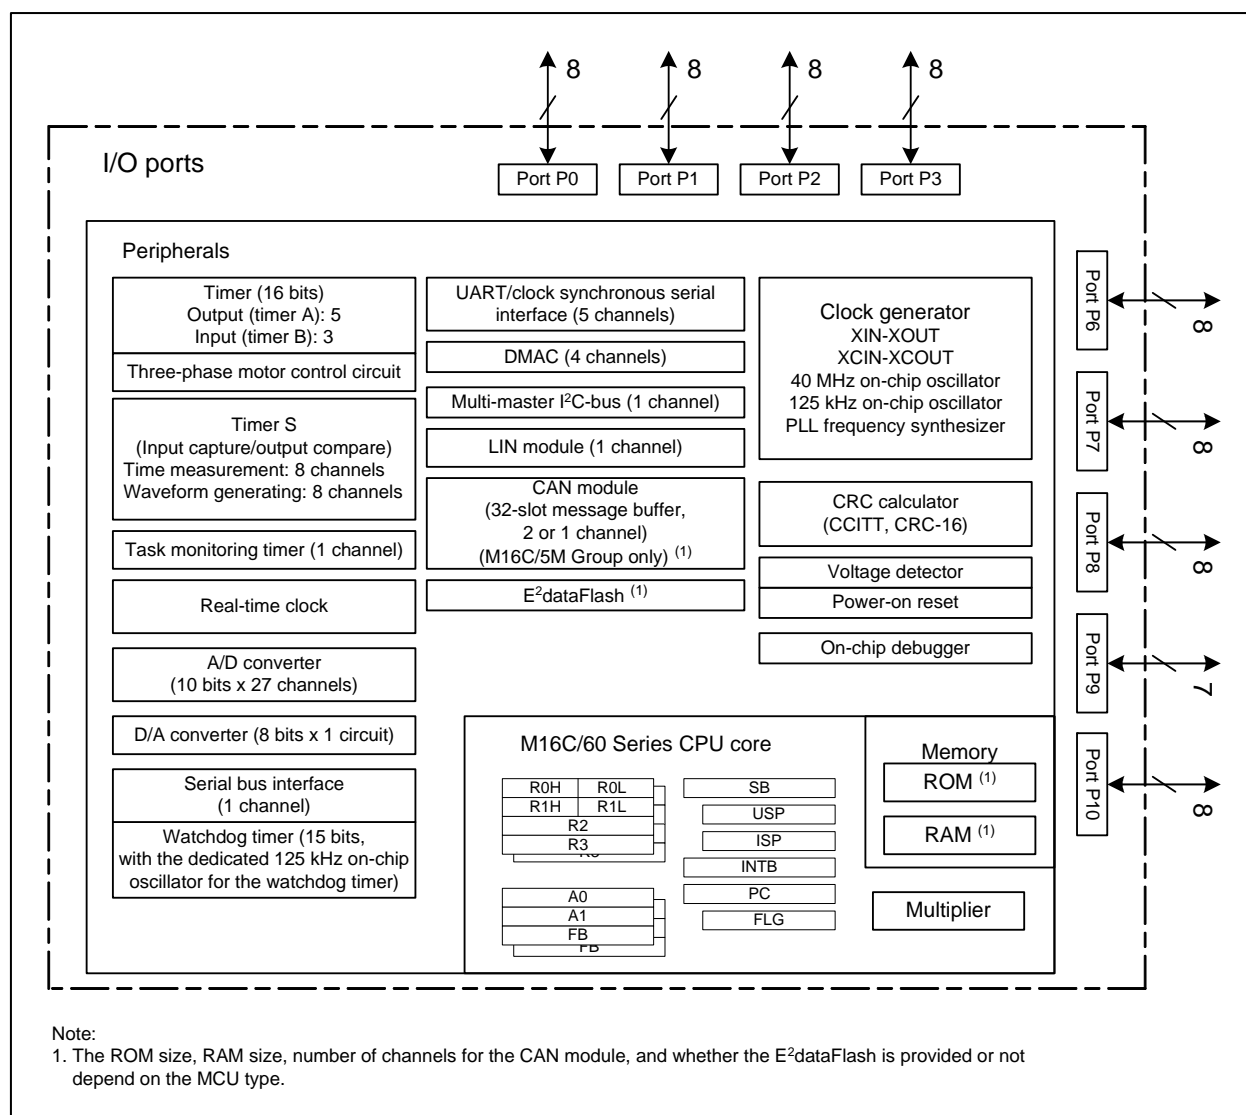 8
8
8
8
I/O ports
Port P0
Port P1
Port P2
Port P3
Peripherals
Timer (16 bits)
Output (timer A): 5
Input (timer B): 3
Three-phase motor control circuit
Timer S
(Input capture/output compare)
Time measurement: 8 channels
Waveform generating: 8 channels
Task monitoring timer (1 channel)
Real-time clock
A/D converter
(10 bits x 27 channels)
D/A converter (8 bits x 1 circuit)
Serial bus interface
(1 channel)
Watchdog timer (15 bits,
with the dedicated 125 kHz on-chip
oscillator for the watchdog timer)
UART/clock synchronous serial
interface (5 channels)
DMAC (4 channels)
Multi-master I²C-bus (1 channel)
LIN module (1 channel)
CAN module
(32-slot message buffer,
2 or 1 channel)
(M16C/5M Group only) (1)
E²dataFlash (1)
Clock generator
XIN-XOUT
XCIN-XCOUT
40 MHz on-chip oscillator
125 kHz on-chip oscillator
PLL frequency synthesizer
CRC calculator
(CCITT, CRC-16)
Voltage detector
Power-on reset
On-chip debugger
Port P6
8
Port P7
8
Port P8
8
Port P9
7
Port P10
8
M16C/60 Series CPU core
R0H
R0L
R1H
R1L
R2
R3
R3
A0
A1
FB
FB
SB
USP
ISP
INTB
PC
FLG
Memory
ROM (1)
RAM (1)
Multiplier
Note:
1. The ROM size, RAM size, number of channels for the CAN module, and whether the E²dataFlash is provided or not
depend on the MCU type.